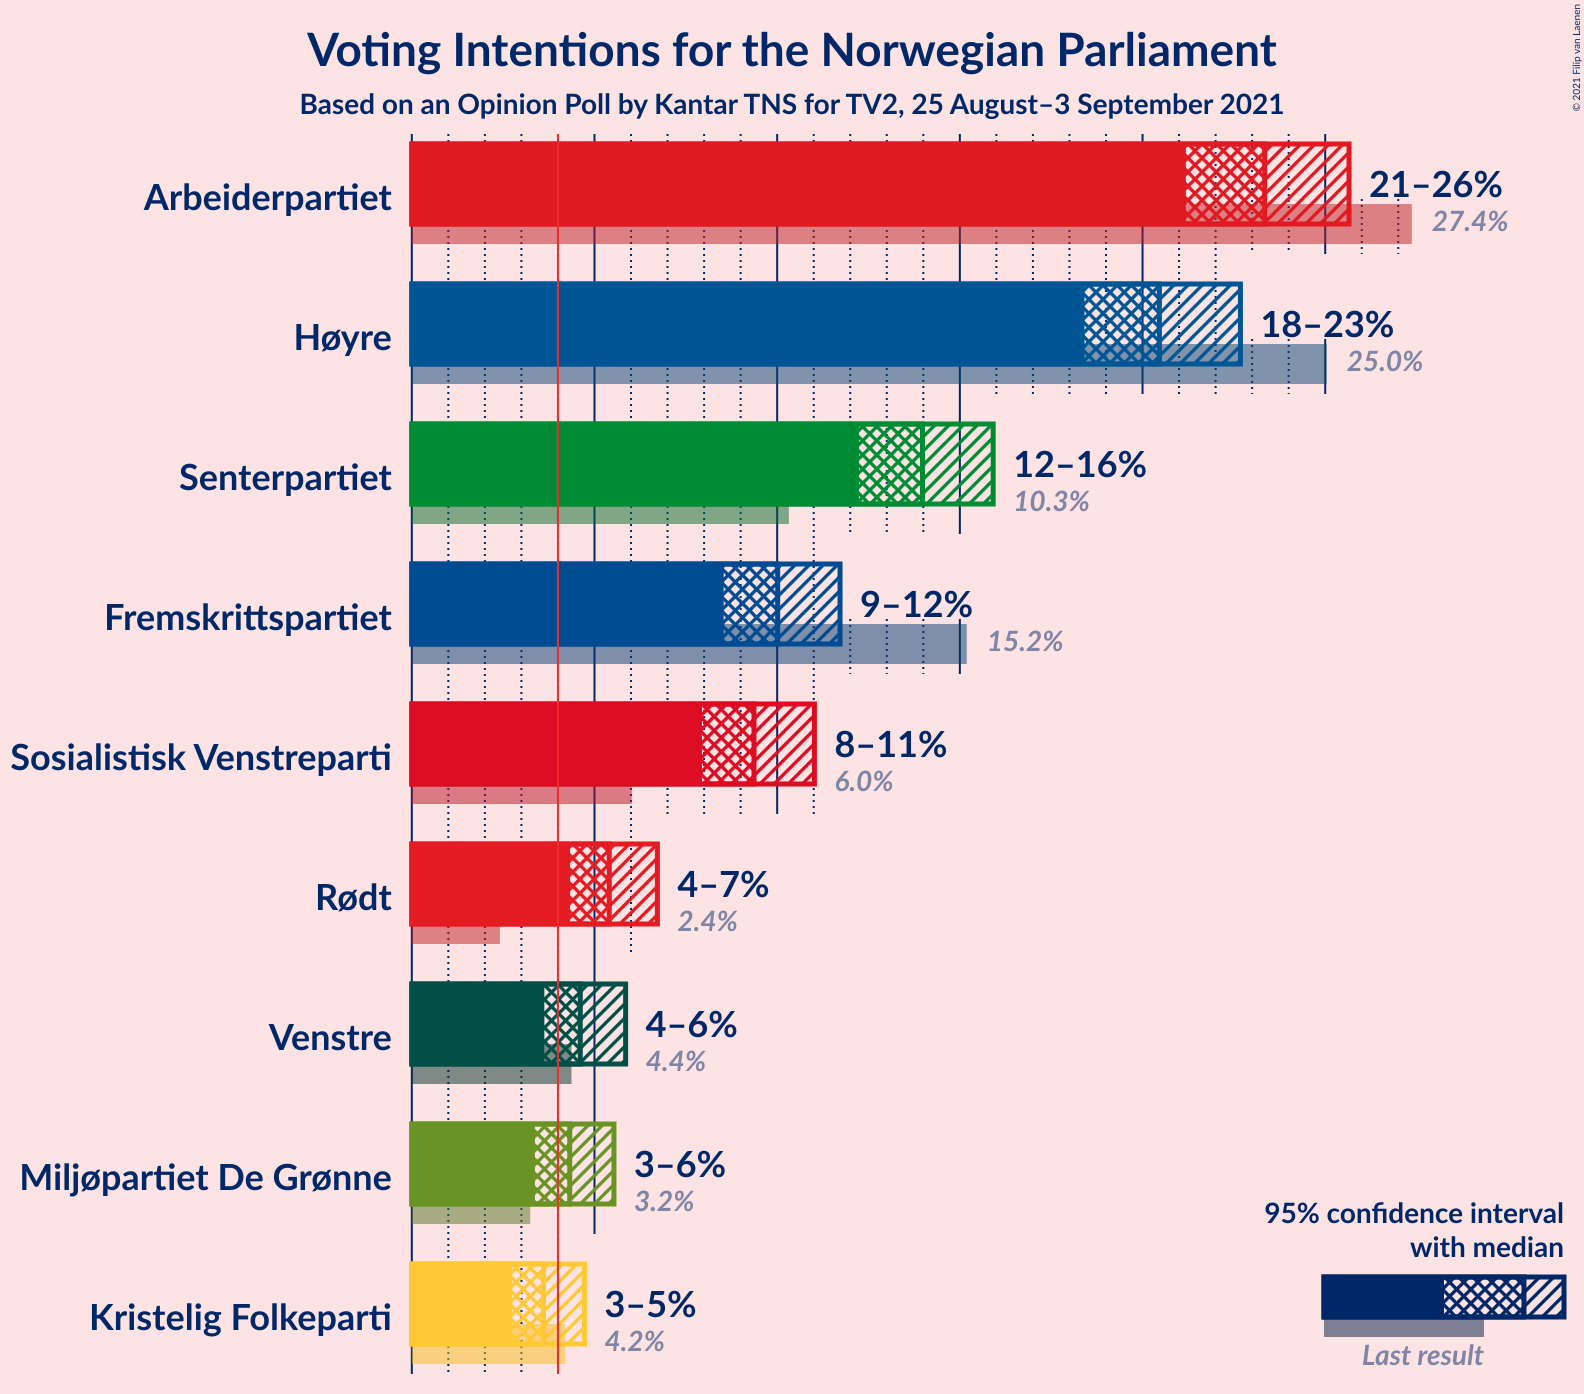 Voting Intentions for the Norwegian Parliament
Based on an Opinion Poll by Kantar TNS for TV2, 25 August–3 September 2021
© 2021 Filip van Laenen
Arbeiderpartiet
21–26%
27.4%
Høyre
18–23%
25.0%
Senterpartiet
12–16%
10.3%
Fremskrittspartiet
9–12%
15.2%
Sosialistisk Venstreparti
8–11%
6.0%
Rødt
4–7%
2.4%
Venstre
4–6%
4.4%
Miljøpartiet De Grønne
3–6%
3.2%
Kristelig Folkeparti
3–5%
4.2%
95% confidence interval
with median
Last result